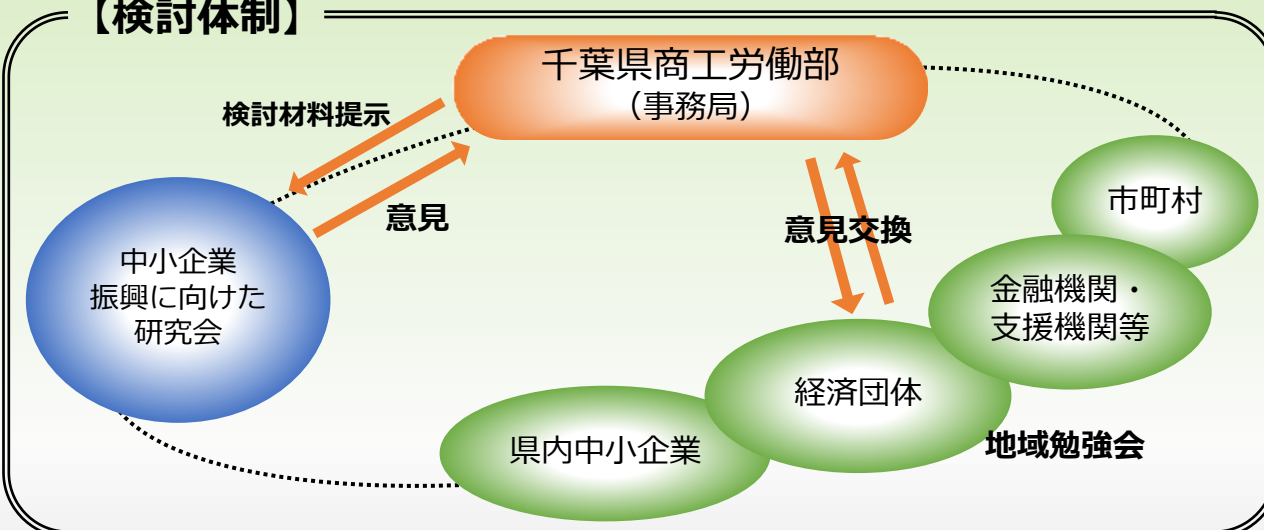 【検討体制】
千葉県商工労働部
（事務局）
検討材料提示
意見
意見交換
中小企業
振興に向けた
研究会
市町村
金融機関・
支援機関等
経済団体
県内中小企業
地域勉強会